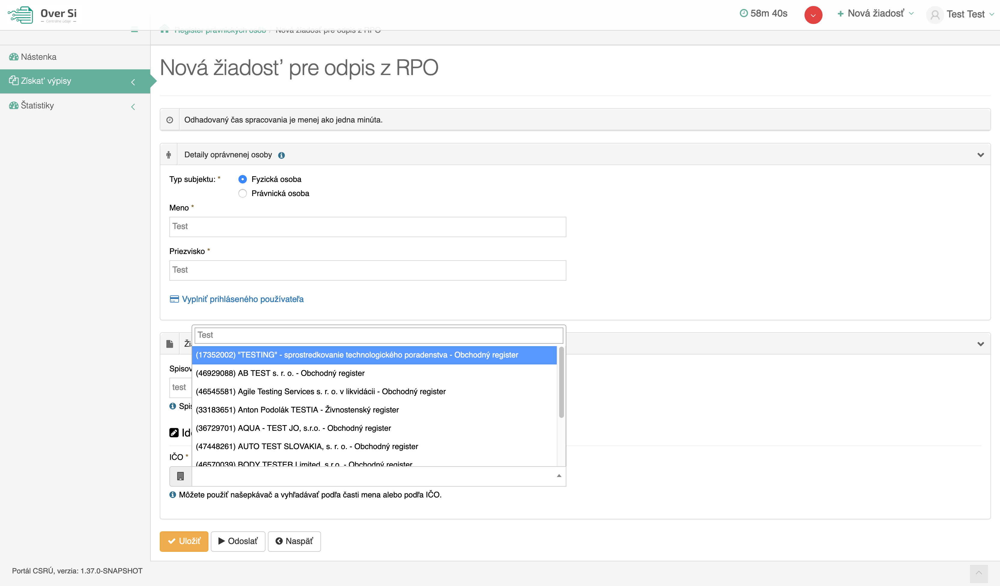 Over Si
— Centrálne údaje —
58m 40s
Nová žiadosť
Test Test
Register právnických osôb / Nová žiadosť pre odpis z RPO
Nástenka
Získať výpisy
Štatistiky
Nová žiadosť pre odpis z RPO
Odhadovaný čas spracovania je menej ako jedna minúta.
Detaily oprávnenej osoby
Typ subjektu: *
Fyzická osoba
Právnická osoba
Meno *
Test
Priezvisko *
Test
Vyplniť prihláseného používateľa
Test
(17352002) "TESTING" - sprostredkovanie technologického poradenstva - Obchodný register
Spisov
(46929088) AB TEST s. r. o. - Obchodný register
test
(46545581) Agile Testing Services s. r. o. v likvidácii - Obchodný register
(33183651) Anton Podolák TESTIA - Živnostenský register
(36729701) AQUA - TEST JO, s.r.o. - Obchodný register
(47448261) AUTO TEST SLOVAKIA, s. r. o. - Obchodný register
IČO *
(46570039) BODY TESTER Limited, s.r.o. - Obchodný register
Môžete použiť našepkávač a vyhľadávať podľa časti mena alebo podľa IČO.
Uložiť
Odoslať
Naspäť
Portál CSRÚ, verzia: 1.37.0-SNAPSHOT